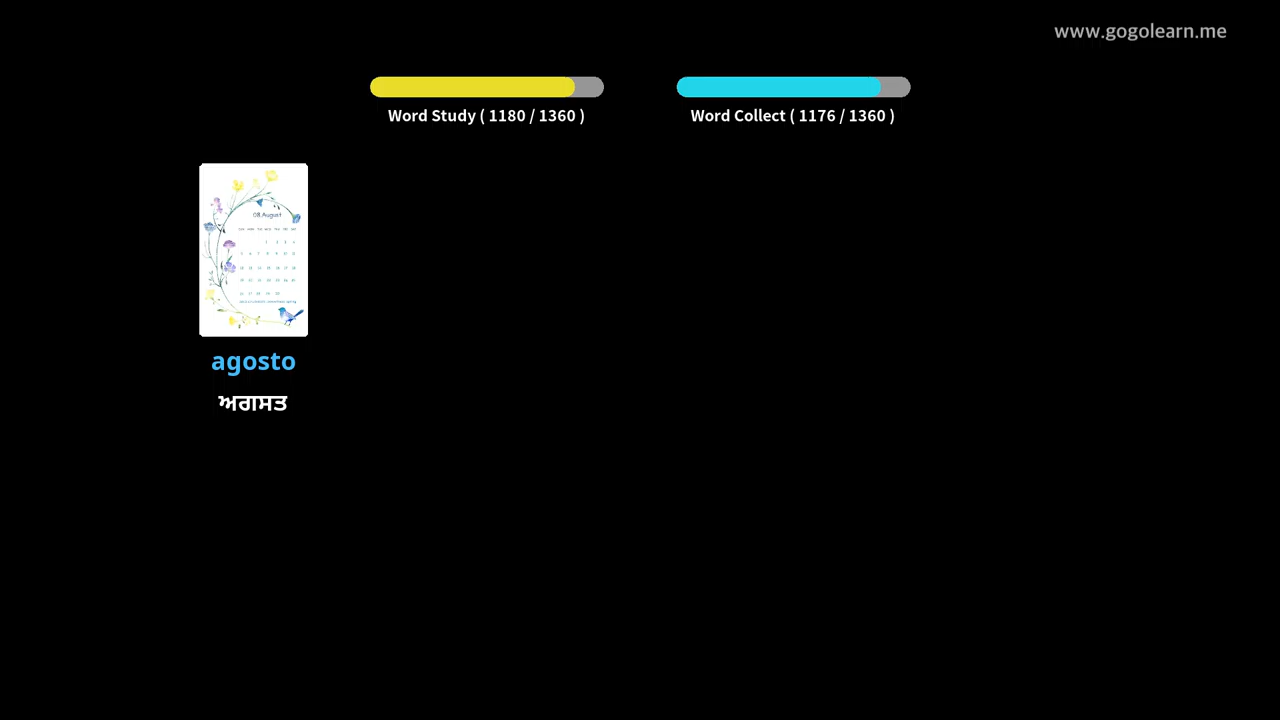 www.gogolearn.me
Word Study ( 1180 / 1360 )
Word Collect ( 1176 / 1360 )
08.August
agosto
ਅਗਸਤ